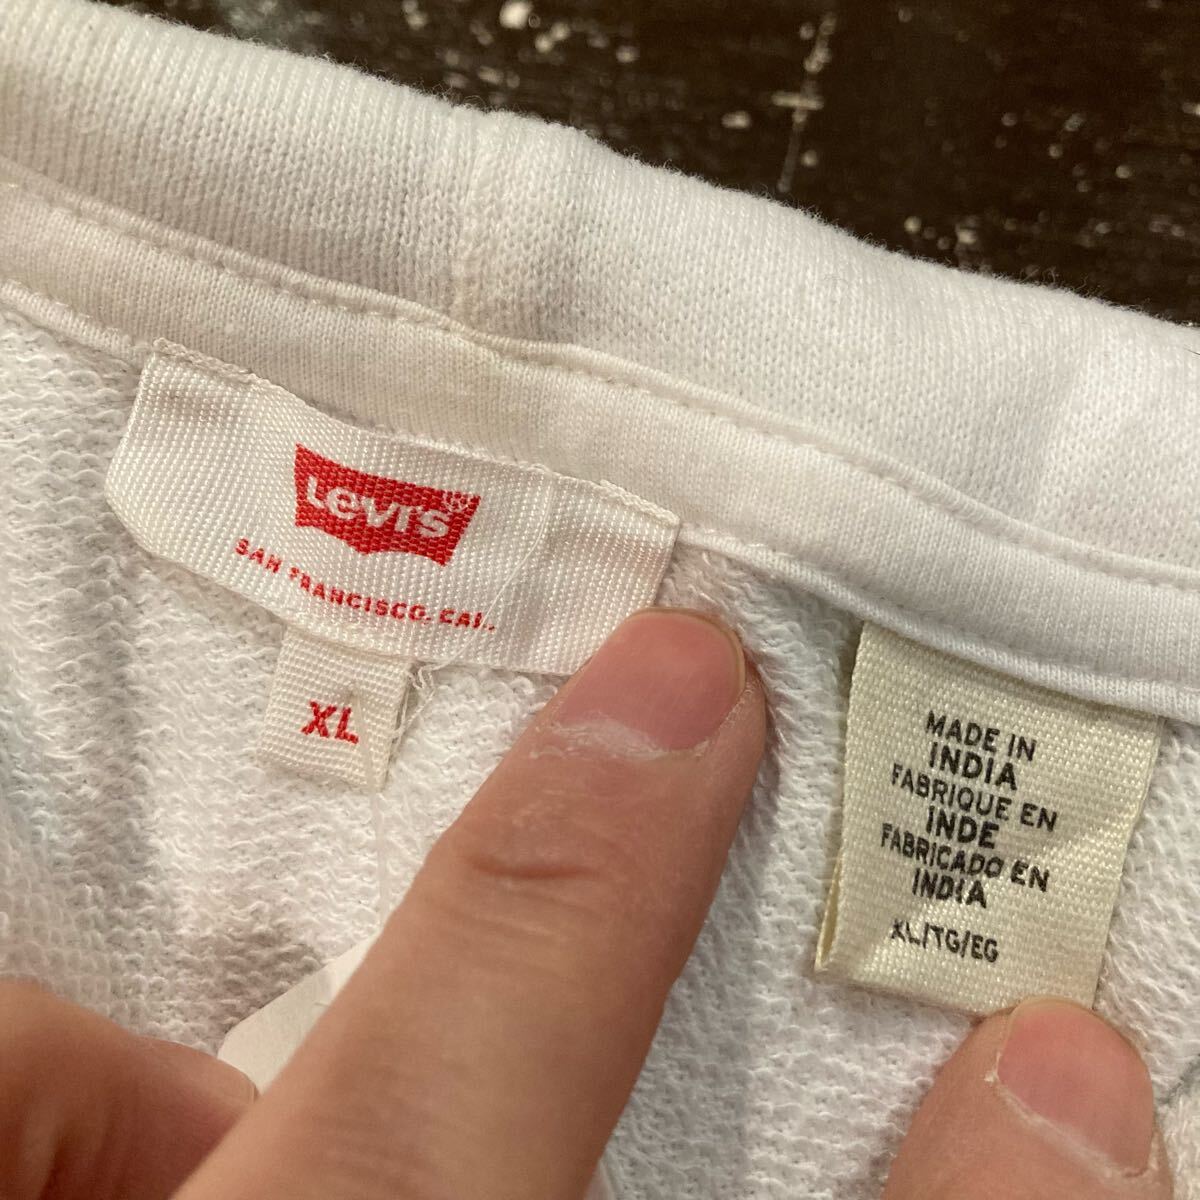 Levi's®
SAN FRANCISCO, CAL.
XL
MADE IN
INDIA
FABRIQUE EN
INDE
FABRICADO EN
INDIA
XL/TG/EG